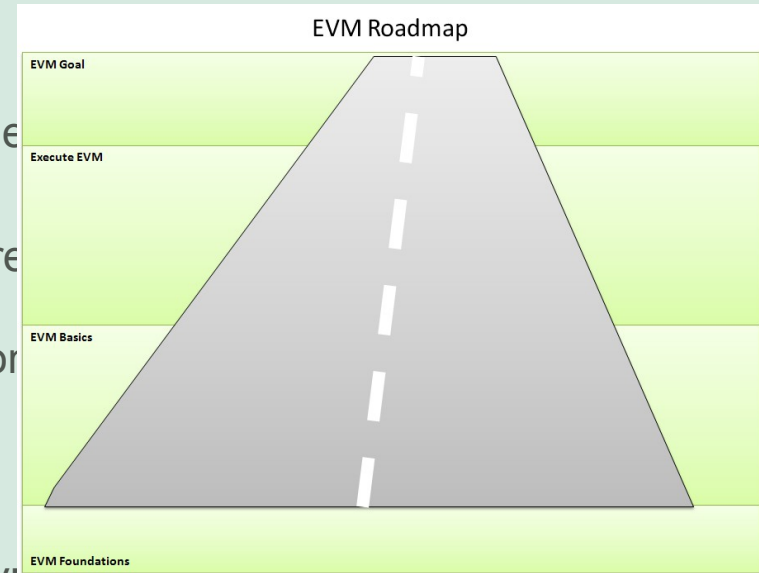 EVM Roadmap
EVM Goal
Execute EVM
EVM Basics
EVM Foundations